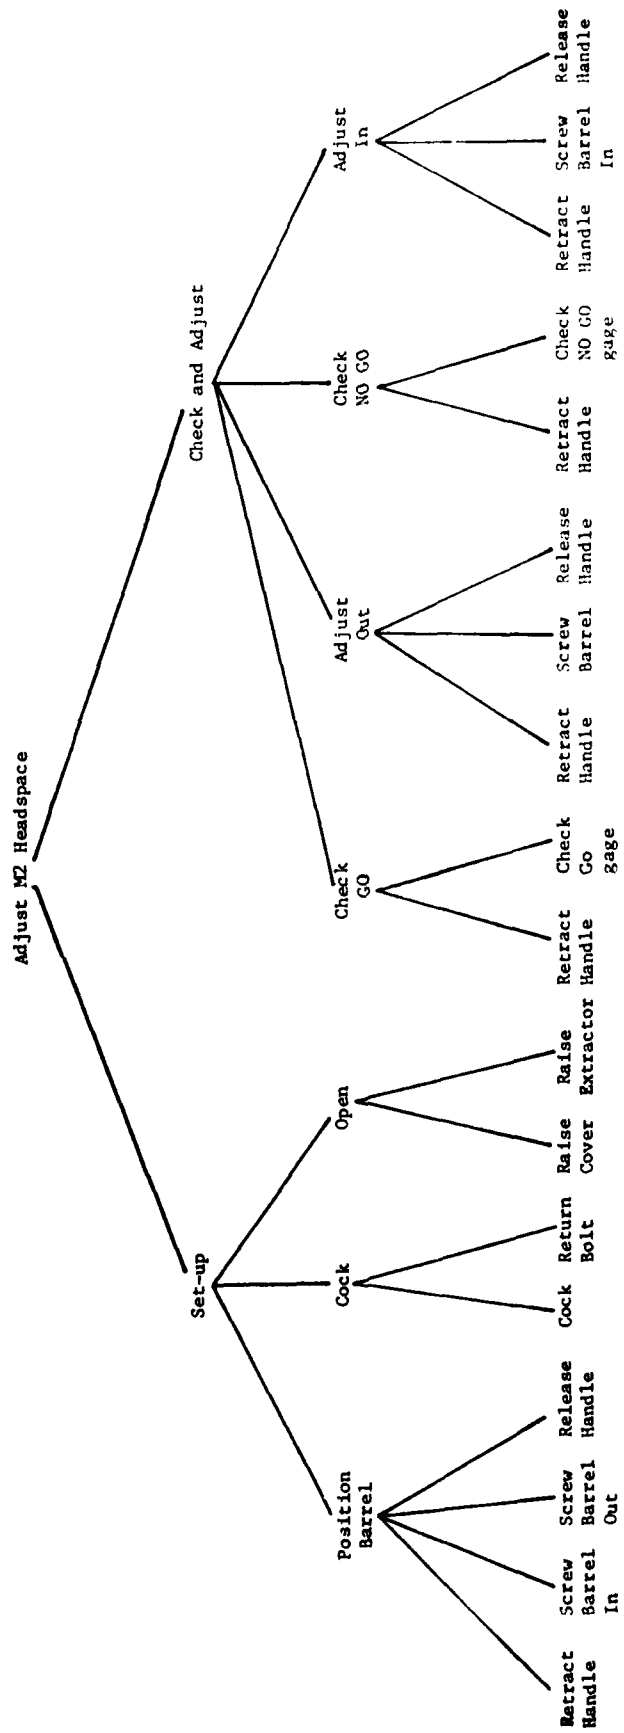 Adjust M2 Headspace
Set-up
Check and Adjust
Position
Barrel
Cock
Open
Check
GO
Adjust
Out
Check
NO GO
Adjust
In
Retract
Handle
Screw
Barrel
In
Screw
Barrel
Out
Release
Handle
Cock
Return
Bolt
Raise
Cover
Raise
Extractor
Retract
Handle
Check
Go
gage
Retract
Handle
Screw
Barrel
Release
Handle
Retract
Handle
Check
NO GO
gage
Retract
Handle
Screw
Barrel
In
Release
Handle